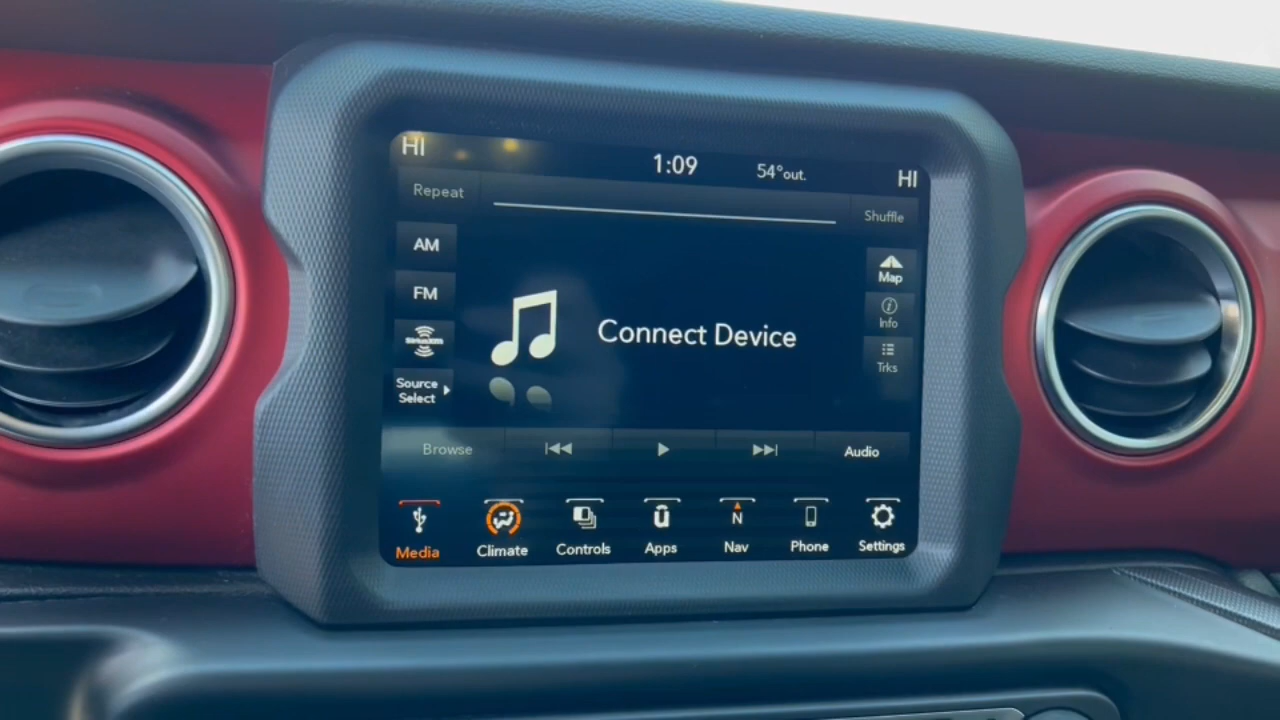 HI
1:09
54°out.
HI
Repeat
Shuffle
AM
FM
SiriusXM
Source
Select
Connect Device
Map
Info
Trks
Browse
Audio
Media
Climate
Controls
Apps
N
Nav
Phone
Settings